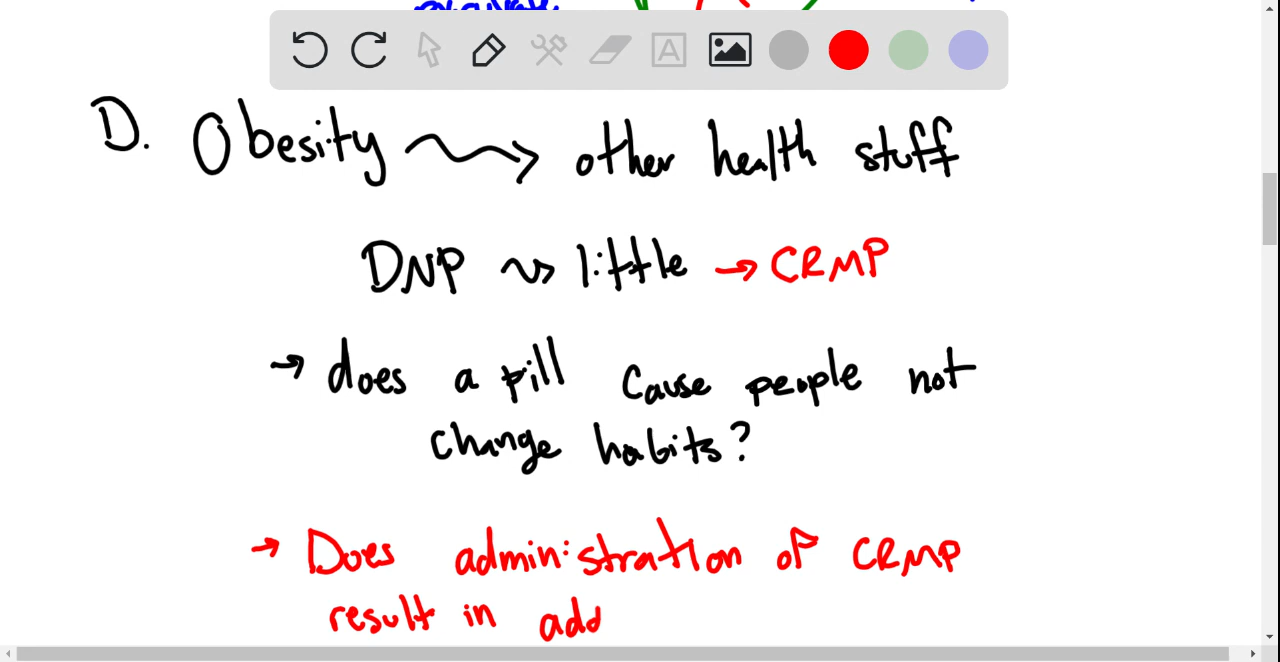 D. Obesity → other health stuff
DNP → little → CRMP
→ does a pill cause people not
change habits?
→ Does administration of CRMP
result in add